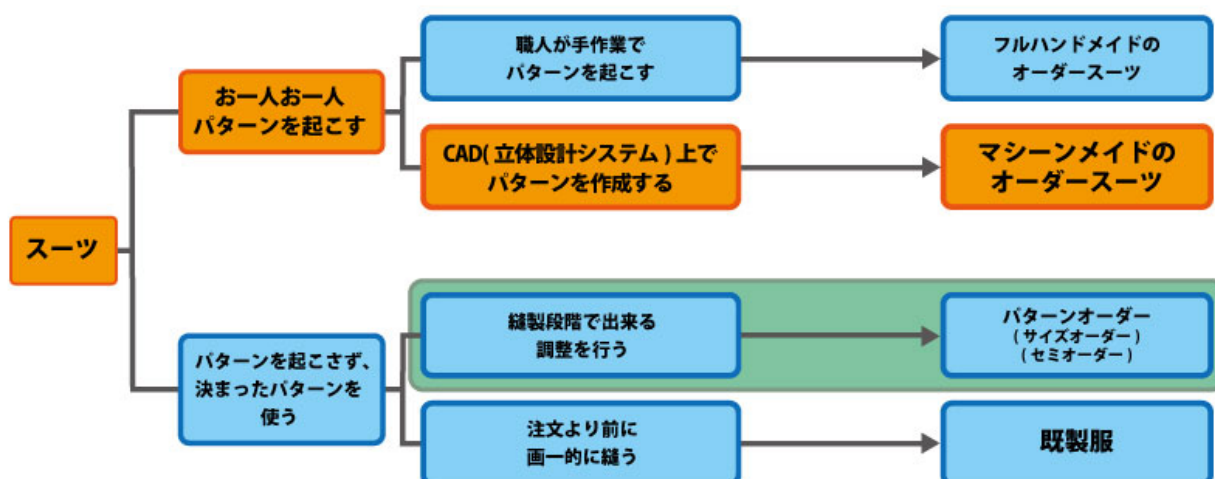 職人が手作業で
パターンを起こす
フルハンドメイドの
オーダースーツ
お一人お一人
パターンを起こす
CAD(立体設計システム)上で
パターンを作成する
マシーンメイドの
オーダースーツ
スーツ
縫製段階で出来る
調整を行う
パターンオーダー
(サイズオーダー)
(セミオーダー)
パターンを起こさず、
決まったパターンを
使う
注文より前に
画一的に縫う
既製服